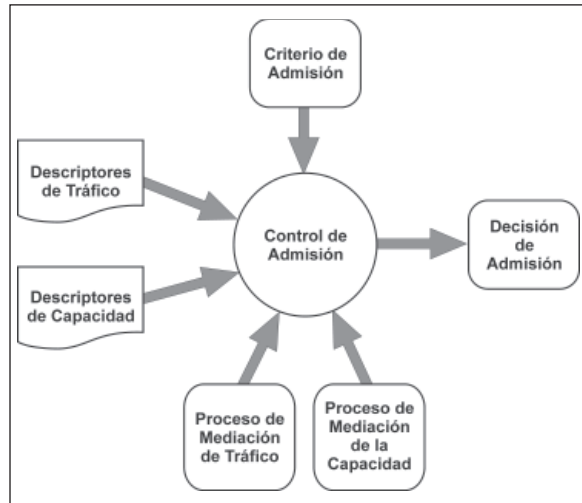 Criterio de
Admisión
Descriptores
de Tráfico
Control de
Admisión
Decisión
de
Admisión
Descriptores
de Capacidad
Proceso de
Mediación
de Tráfico
Proceso de
Mediación
de la
Capacidad